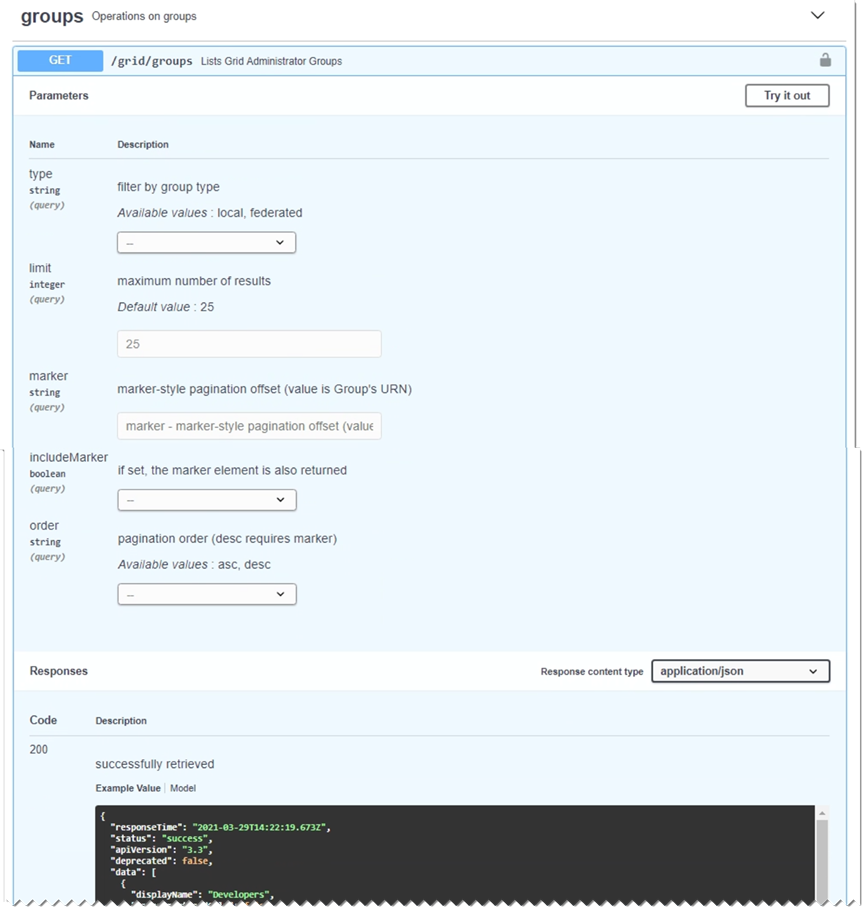 groups Operations on groups
GET /grid/groups Lists Grid Administrator Groups
Parameters Try it out
Name Description
type
string
(query)
filter by group type
Available values : local, federated
--
limit
integer
(query)
maximum number of results
Default value : 25
25
marker
string
(query)
marker-style pagination offset (value is Group's URN)
marker - marker-style pagination offset (value
includeMarker
boolean
(query)
if set, the marker element is also returned
--
order
string
(query)
pagination order (desc requires marker)
Available values : asc, desc
--
Responses Response content type application/json
Code Description
200
successfully retrieved
Example Value Model
{
"responseTime": "2021-03-29T14:22:19.673Z",
"status": "success",
"apiVersion": "3.3",
"deprecated": false,
"data": [
{
"displayName": "Developers",